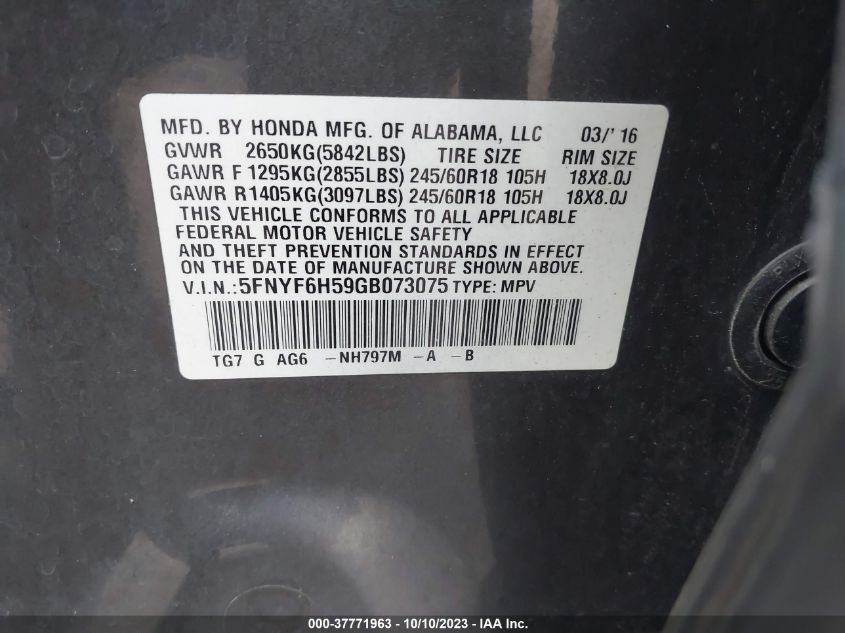 MFD. BY HONDA MFG. OF ALABAMA, LLC 03/' 16
GVWR 2650KG(5842LBS) TIRE SIZE RIM SIZE
GAWR F 1295KG(2855LBS) 245/60R18 105H 18X8.0J
GAWR R1405KG(3097LBS) 245/60R18 105H 18X8.0J
THIS VEHICLE CONFORMS TO ALL APPLICABLE
FEDERAL MOTOR VEHICLE SAFETY
AND THEFT PREVENTION STANDARDS IN EFFECT
ON THE DATE OF MANUFACTURE SHOWN ABOVE.
V.I.N.:5FNYF6H59GB073075 TYPE: MPV
TG7 G AG6 -NH797M -A -B
000-37771963 - 10/10/2023 - IAA Inc.